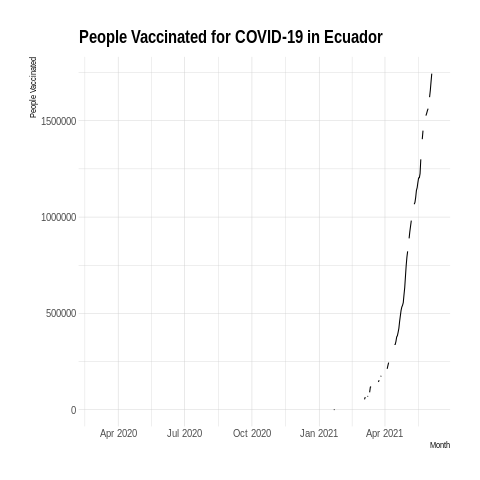 People Vaccinated for COVID-19 in Ecuador
People Vaccinated
1500000
1000000
500000
0
Apr 2020 Jul 2020 Oct 2020 Jan 2021 Apr 2021
Month